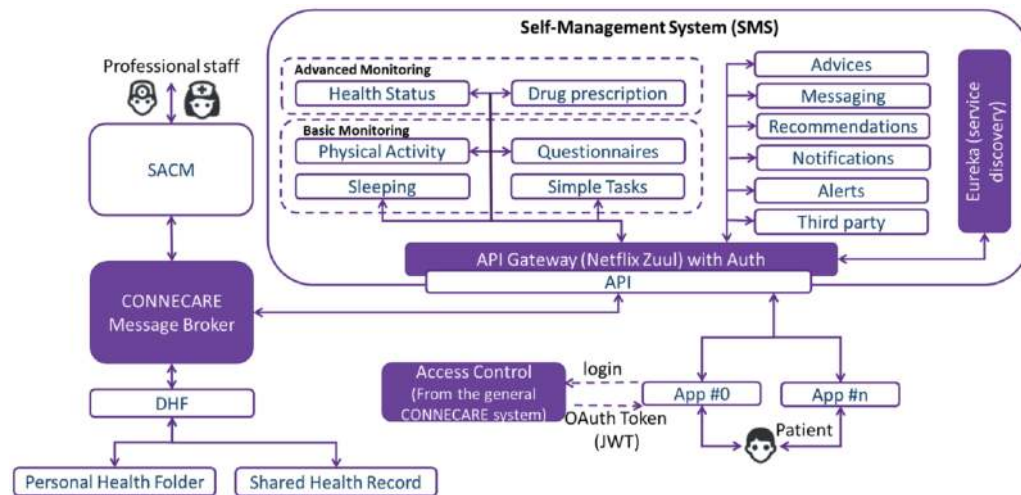 Self-Management System (SMS)
Professional staff
SACM
CONNECARE
Message Broker
DHF
Personal Health Folder
Shared Health Record
Advanced Monitoring
Health Status
Drug prescription
Basic Monitoring
Physical Activity
Questionnaires
Sleeping
Simple Tasks
Advices
Messaging
Recommendations
Notifications
Alerts
Third party
Eureka (service
discovery)
API Gateway (Netflix Zuul) with Auth
API
Access Control
(From the general
CONNECARE system)
login
OAuth Token
(JWT)
App #0
App #n
Patient